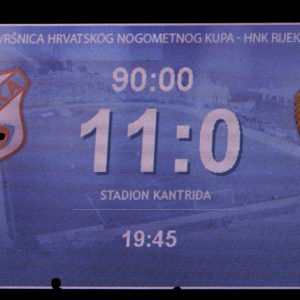 VRŠNICA HRVATSKOG NOGOMETNOG KUPA - HNK RIJEK
90:00
11:0
STADION KANTRIDA
19:45